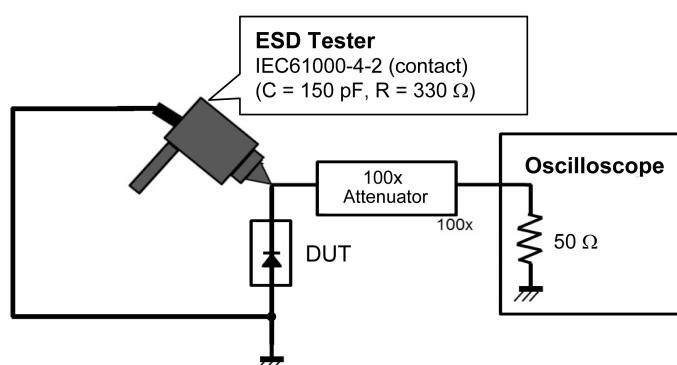 ESD Tester
IEC61000-4-2 (contact)
(C = 150 pF, R = 330 Ω)
Oscilloscope
100x
Attenuator
100x
50 Ω
DUT